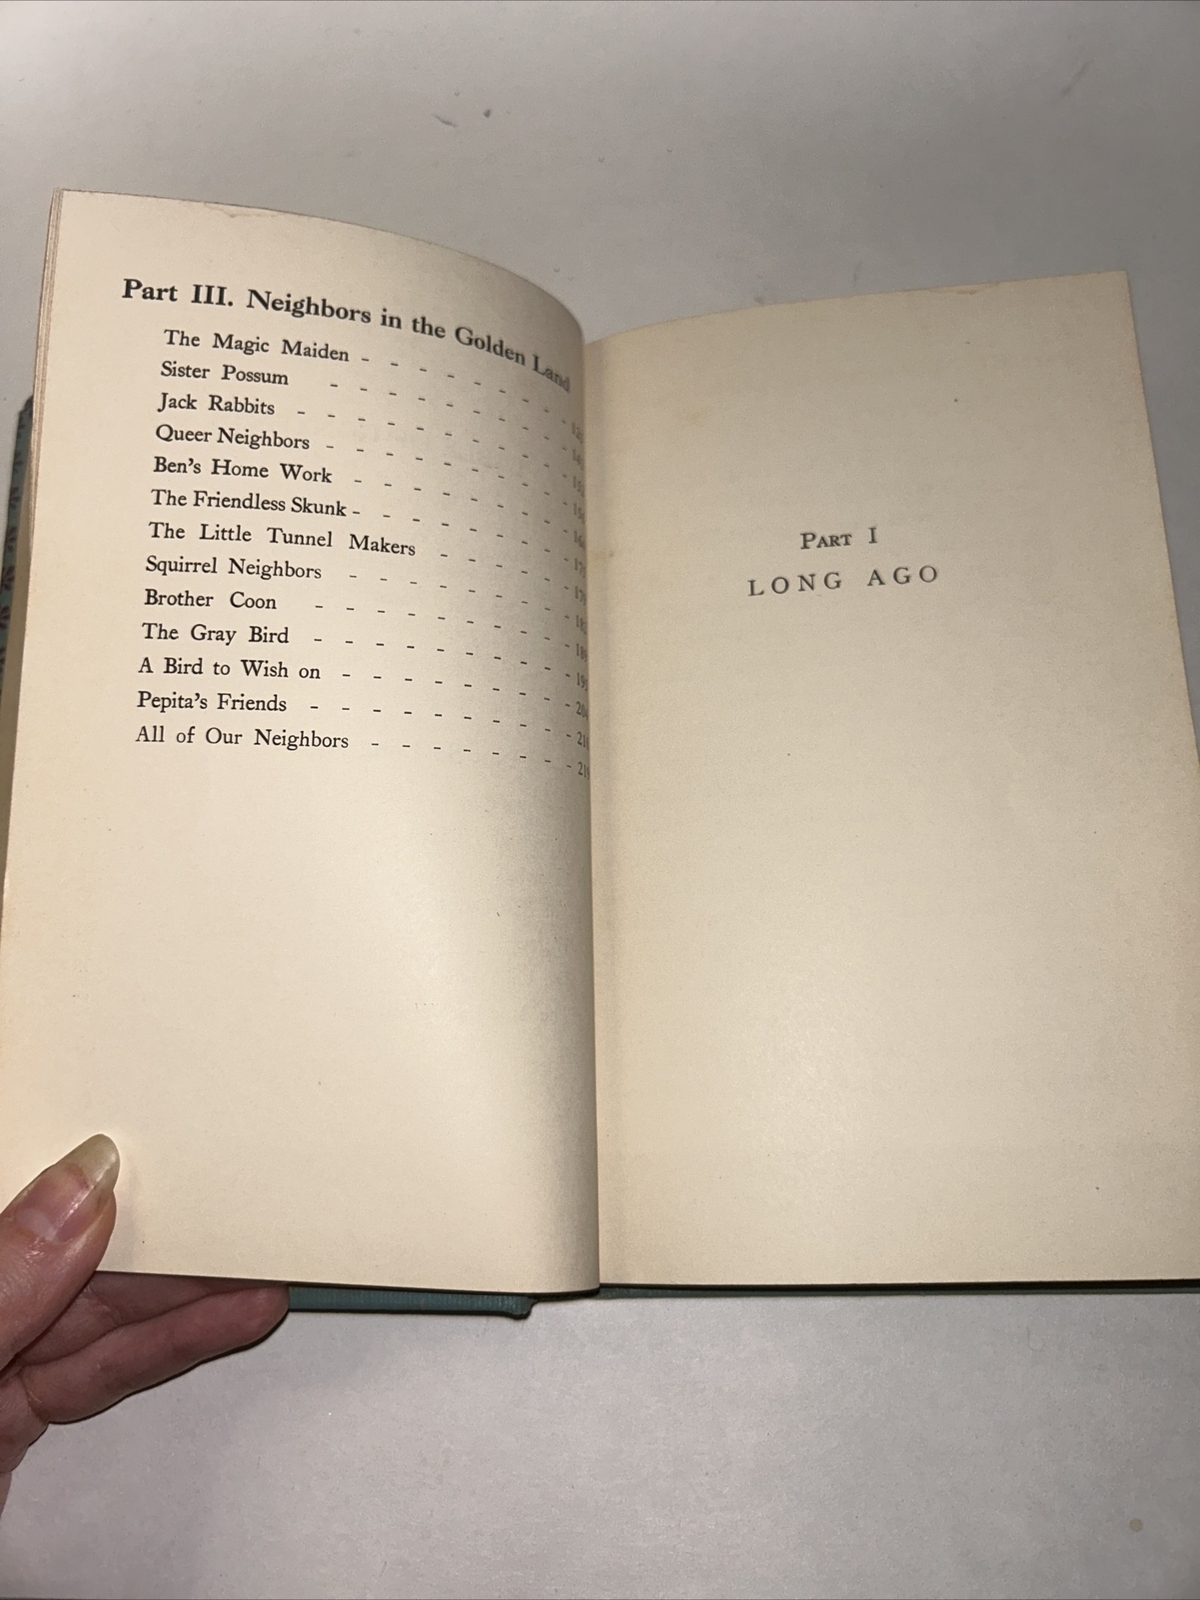 Part III. Neighbors in the Golden Land
The Magic Maiden - - - - - - - -
Sister Possum - - - - - - - - -
Jack Rabbits - - - - - - - - - -
Queer Neighbors - - - - - - - - -
Ben's Home Work - - - - - - - -
The Friendless Skunk - - - - - - - -
The Little Tunnel Makers - - - - -
Squirrel Neighbors - - - - - - - -
Brother Coon - - - - - - - - -
The Gray Bird - - - - - - - - -
A Bird to Wish on - - - - - - - -
Pepita's Friends - - - - - - - - -
All of Our Neighbors - - - - - - - 219
Part I
LONG AGO